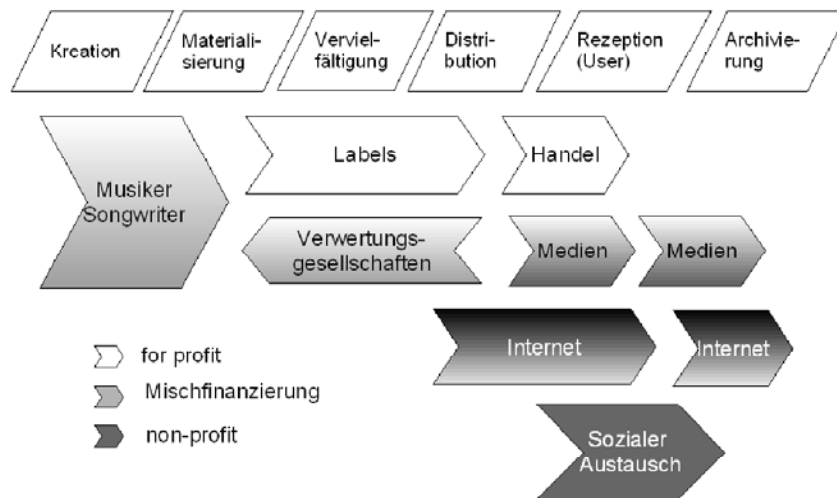 Kreation
Materiali-
sierung
Verviel-
fältigung
Distri-
bution
Rezeption
(User)
Archivie-
rung
Musiker
Songwriter
Labels
Handel
Verwertungs-
gesellschaften
Medien
Medien
Internet
Internet
Sozialer
Austausch
for profit
Mischfinanzierung
non-profit